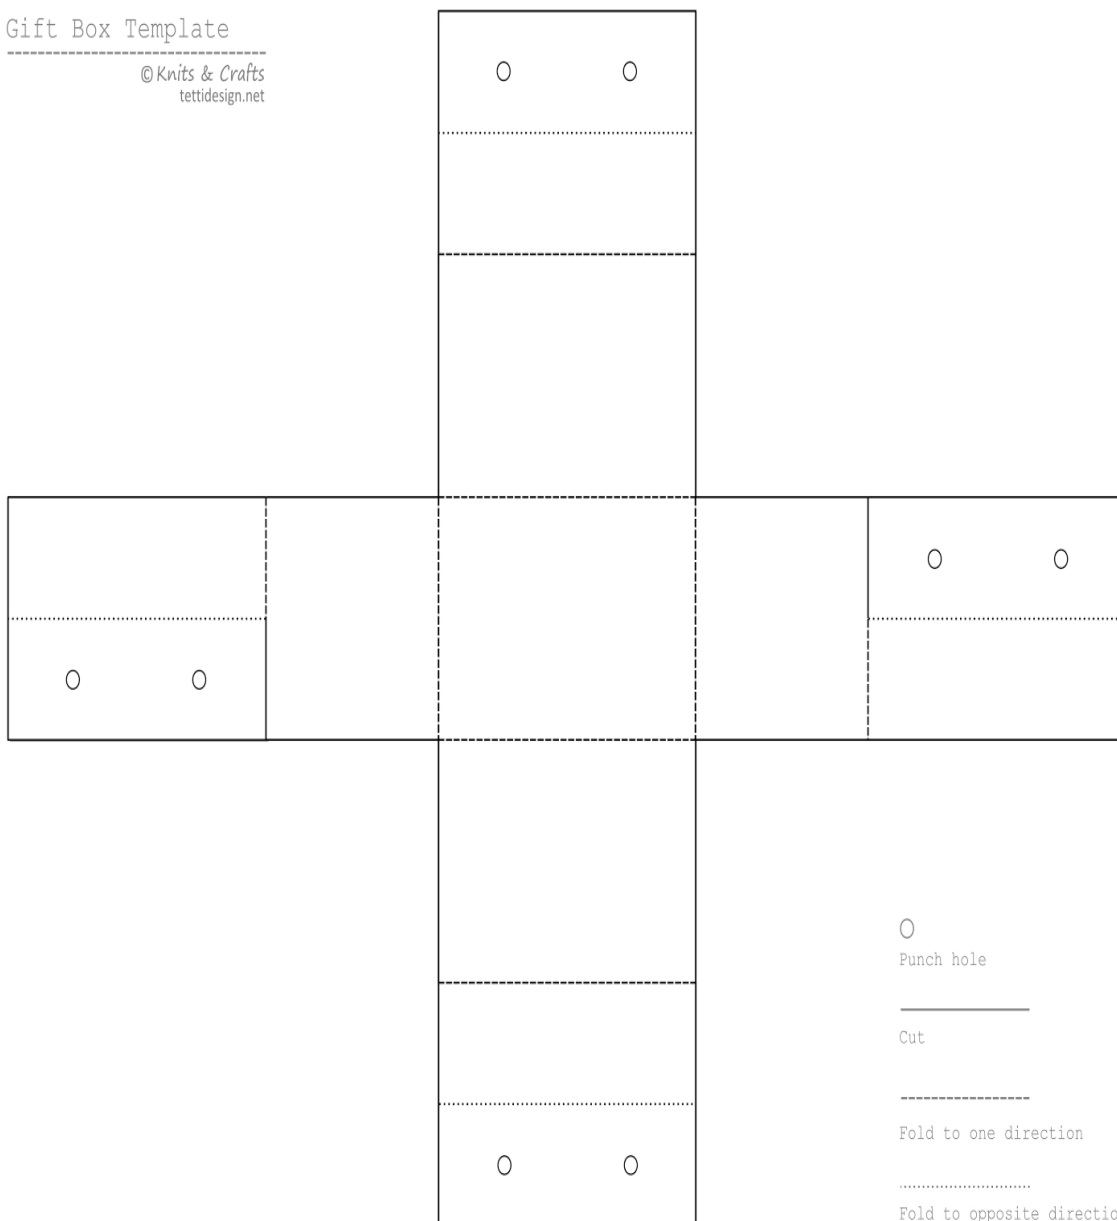 Gift Box Template
© Knits & Crafts
tettidesign.net
Punch hole
Cut
Fold to one direction
Fold to opposite directio